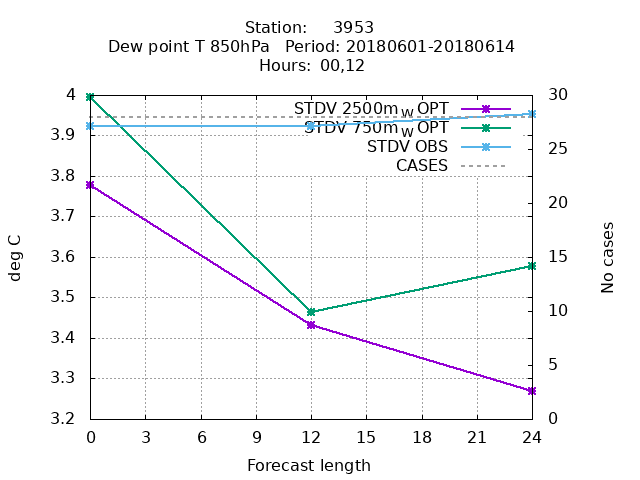 Station: 3953
Dew point T 850hPa Period: 20180601-20180614
Hours: 00,12
4 30
STDV 2500m W OPT
STDV 750m W OPT
3.9
25
STDV OBS
CASES
3.8
3.7
20
3.6 15
3.5
10
3.4
5
3.3
3.2 0
deg C
No cases
0 3 6 9 12 15 18 21 24
Forecast length